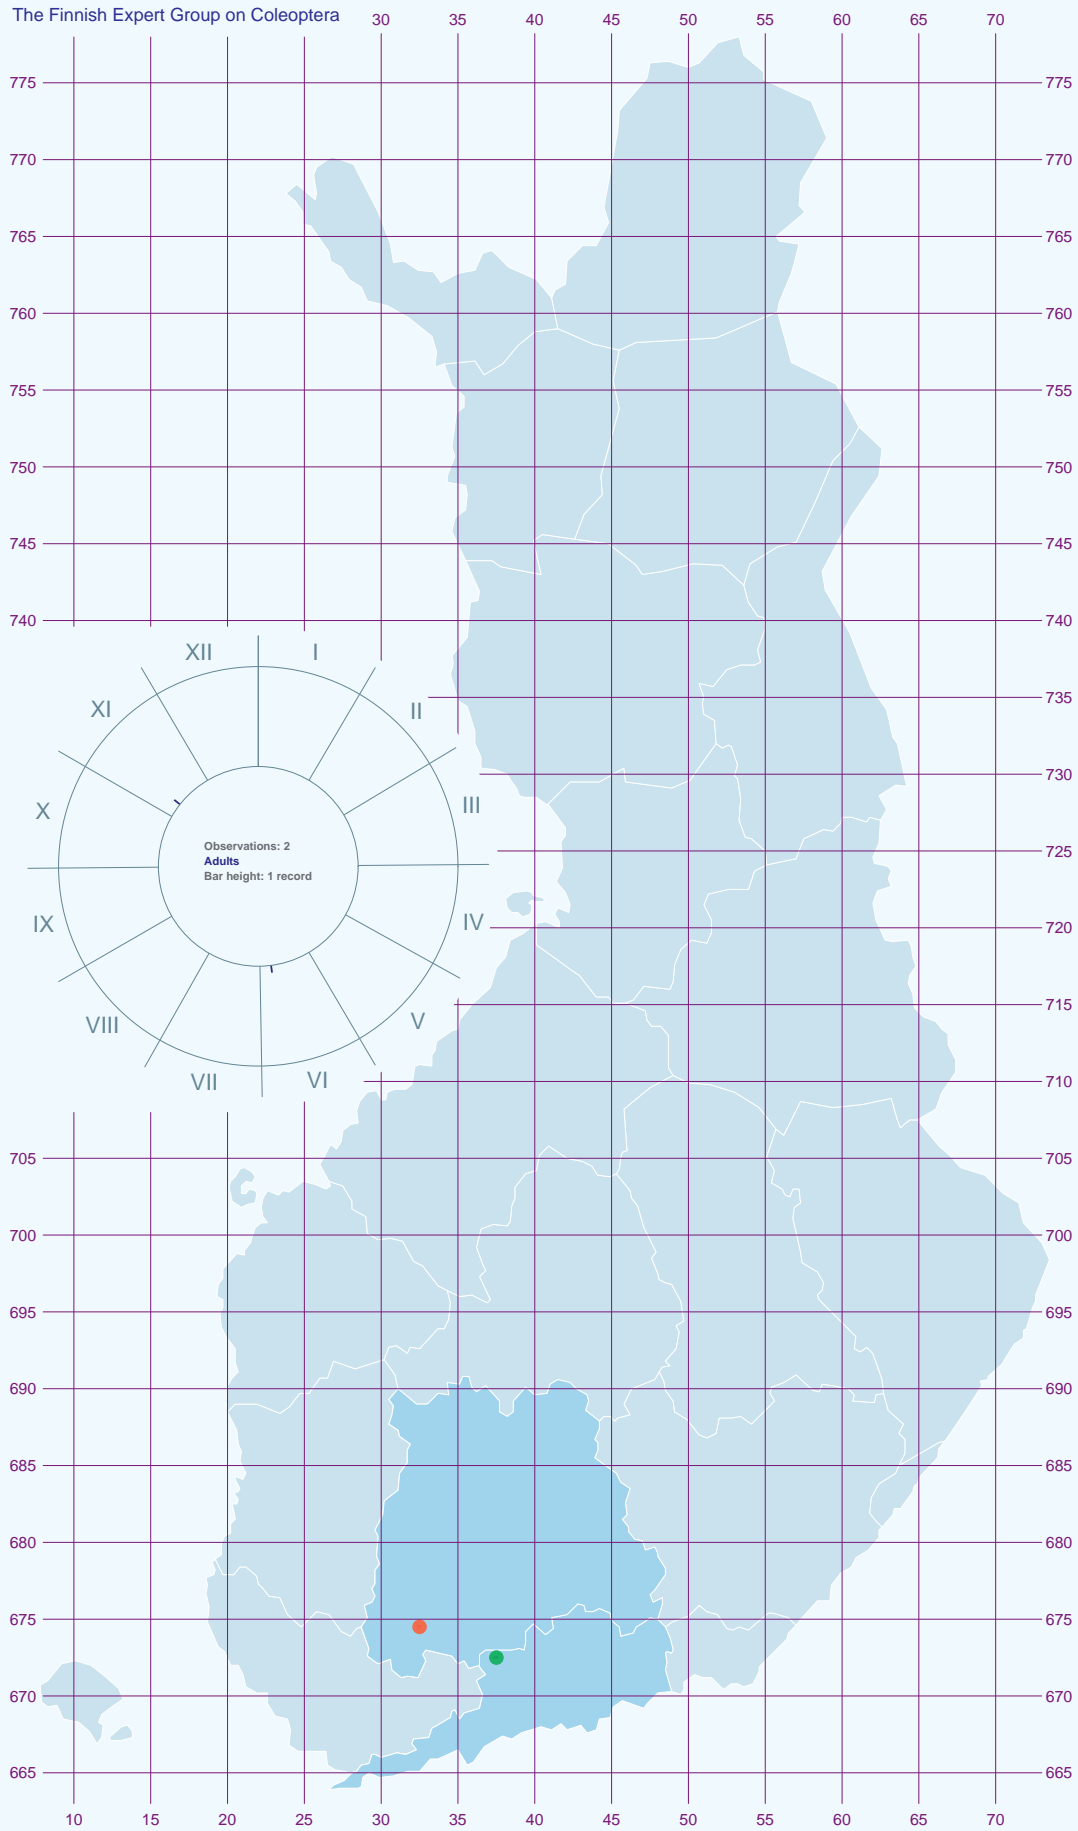 The Finnish Expert Group on Coleoptera
30 35 40 45 50 55 60 65 70
775 775
770 770
765 765
760 760
755 755
750 750
745 745
740 740
XII I
XI II
735
730
X III
Observations: 2
725
Adults
Bar height: 1 record
IX IV
720
715
VIII V
VII VI
710
705 705
700 700
695 695
690 690
685 685
680 680
675 675
670 670
665 665
10 15 20 25 30 35 40 45 50 55 60 65 70